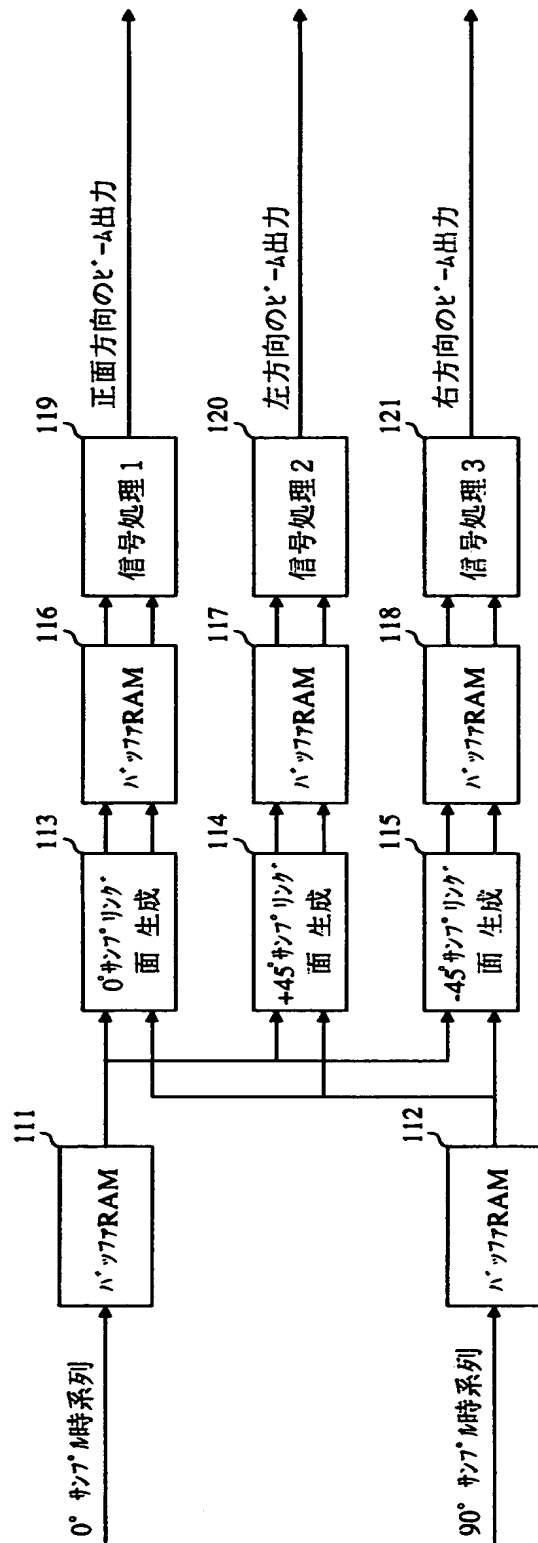 0° サンプル時系列
111
バッファRAM
90° サンプル時系列
112
バッファRAM
113
0°サンプリング
面 生成
116
バッファRAM
119
信号処理1
正面方向のビーム出力
114
+45°サンプリング
面 生成
117
バッファRAM
120
信号処理2
左方向のビーム出力
115
-45°サンプリング
面 生成
118
バッファRAM
121
信号処理3
右方向のビーム出力